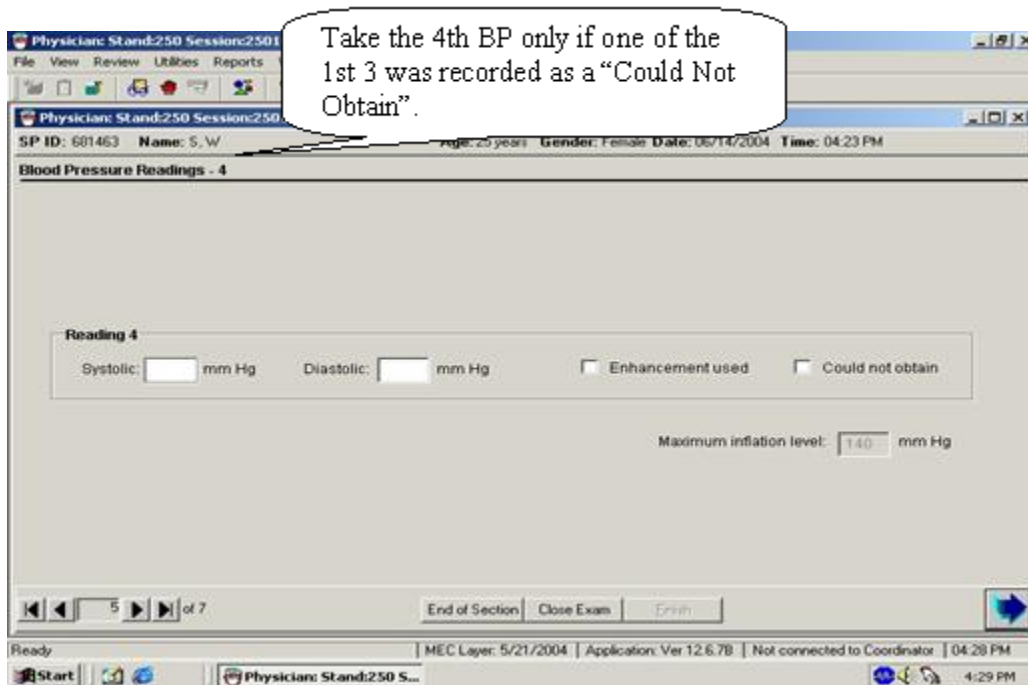 Take the 4th BP only if one of the
1st 3 was recorded as a “Could Not
Obtain”.
Physician: Stand:250 Session:2501
File View Review Utilities Reports
Physician: Stand:250 Session:250
SP ID: 681463 Name: S, W Age: 25 years Gender: Female Date: 06/14/2004 Time: 04:23 PM
Blood Pressure Readings - 4
Reading 4
Systolic: mm Hg Diastolic: mm Hg Enhancement used Could not obtain
Maximum inflation level: 140 mm Hg
5 of 7 End of Section Close Exam Finish
Ready MEC Layer: 5/21/2004 Application: Ver 12.6.78 Not connected to Coordinator 04:28 PM
Start Physician: Stand:250 S... 4:29 PM